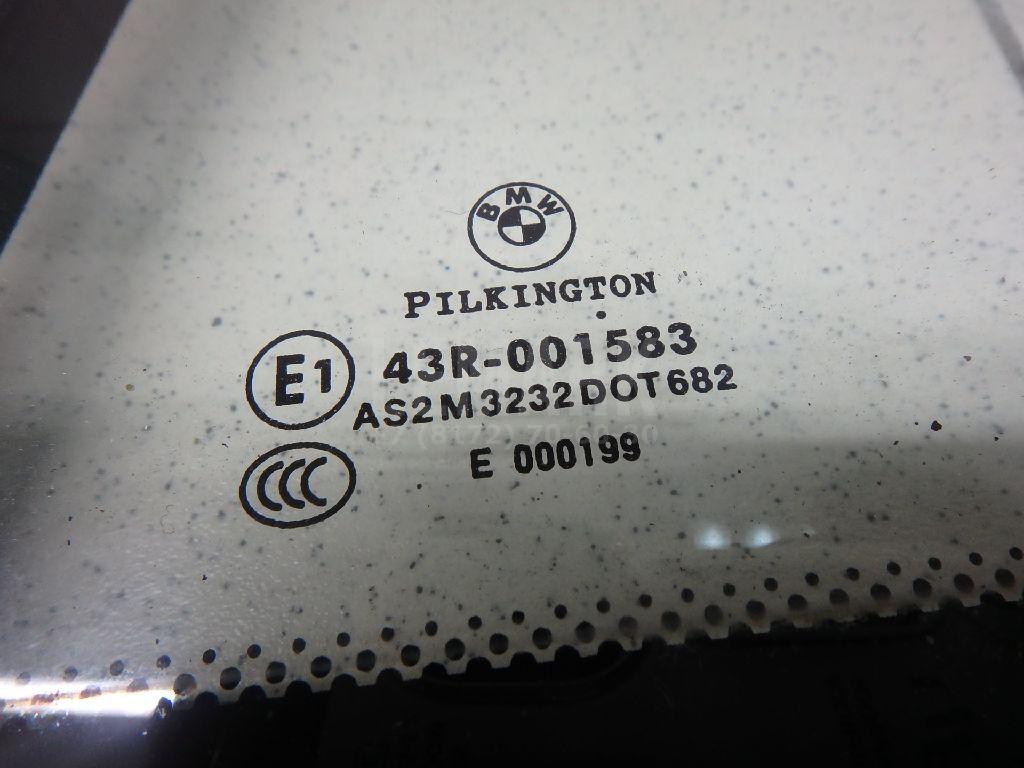 BMW
PILKINGTON
E1 43R-001583
AS2M3232DOT682
CCC E 000199